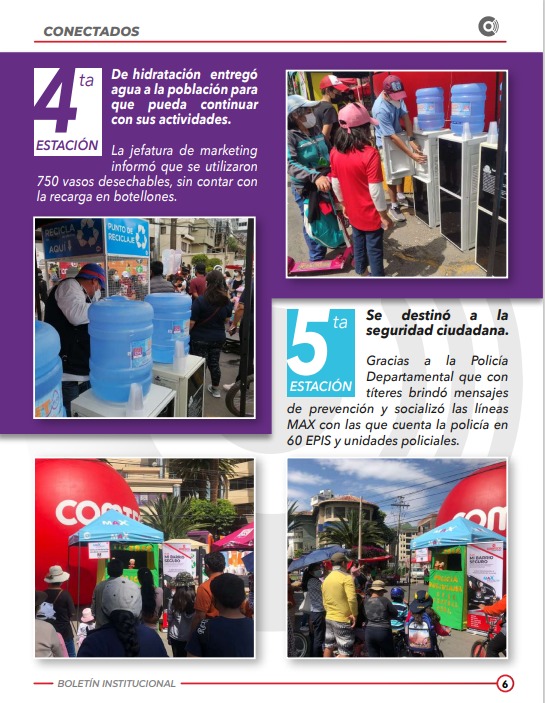 CONECTADOS
4ta
ESTACIÓN
De hidratación entregó
agua a la población para
que pueda continuar
con sus actividades.
La jefatura de marketing
informó que se utilizaron
750 vasos desechables, sin contar con
la recarga en botellones.
RECICLA
AQUÍ
PUNTO DE
RECICLAJE
5ta
ESTACIÓN
Se destinó a la
seguridad ciudadana.
Gracias a la Policía
Departamental que con
títeres brindó mensajes
de prevención y socializó las líneas
MAX con las que cuenta la policía en
60 EPIS y unidades policiales.
COMT
MAX
MI BARRIO
SEGURO
COM
MI BARRIO
SEGURO
BOLETÍN INSTITUCIONAL
6